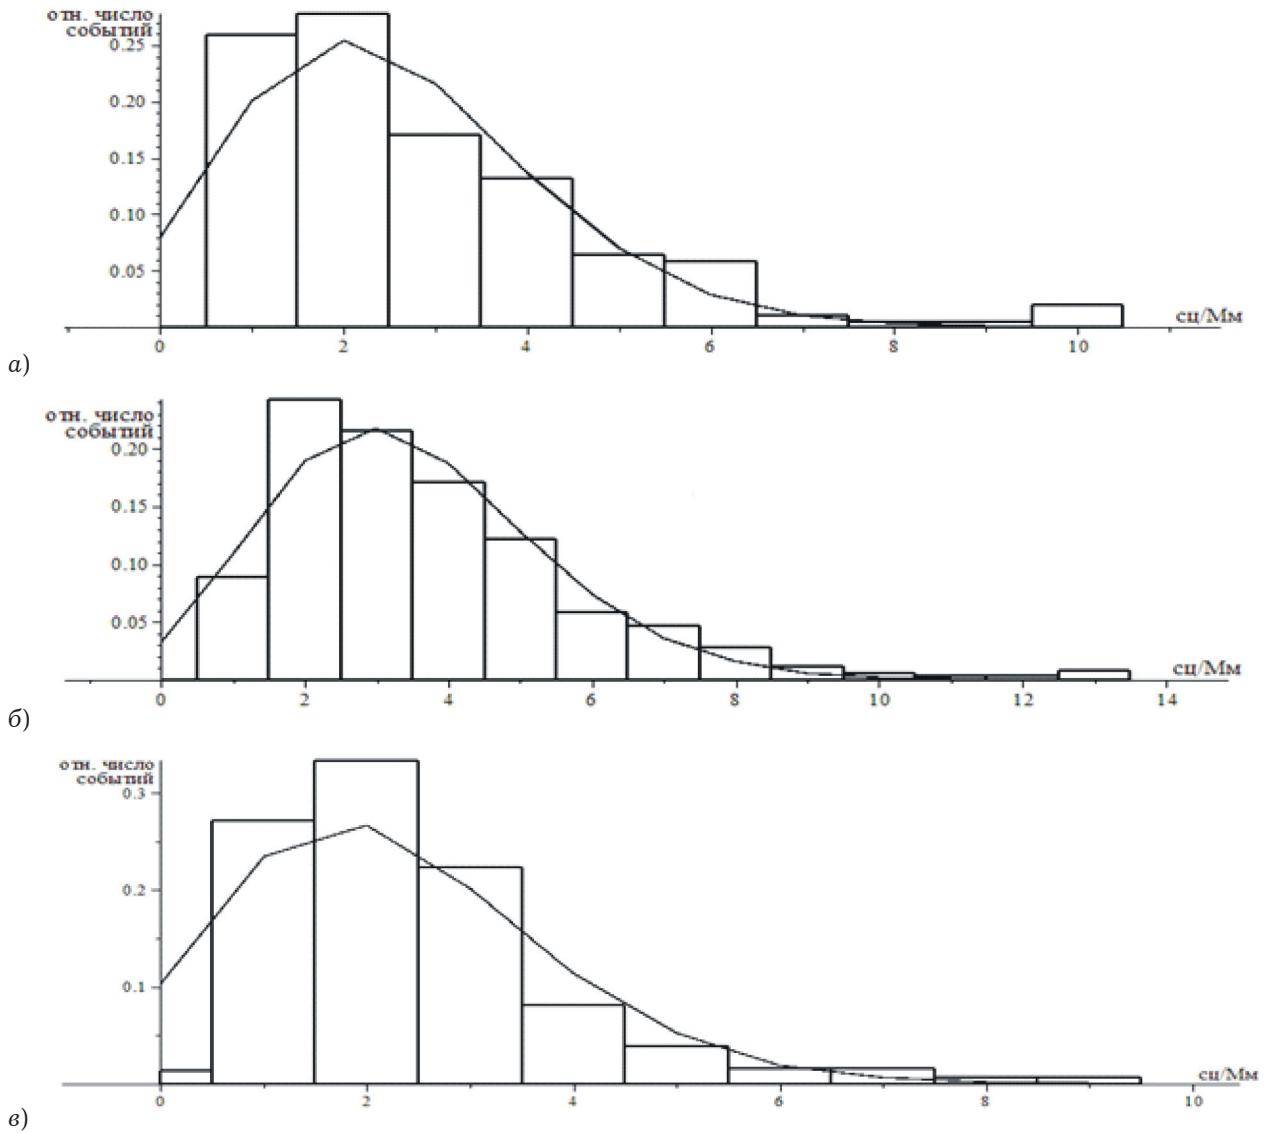 отн. число
событий
0.25
0.20
0.15
0.10
0.05
сц/Мм
0 2 4 6 8 10
а)
отн. число
событий
0.20
0.15
0.10
0.05
сц/Мм
0 2 4 6 8 10 12 14
б)
отн. число
событий
0.3
0.2
0.1
сц/Мм
0 2 4 6 8 10
в)